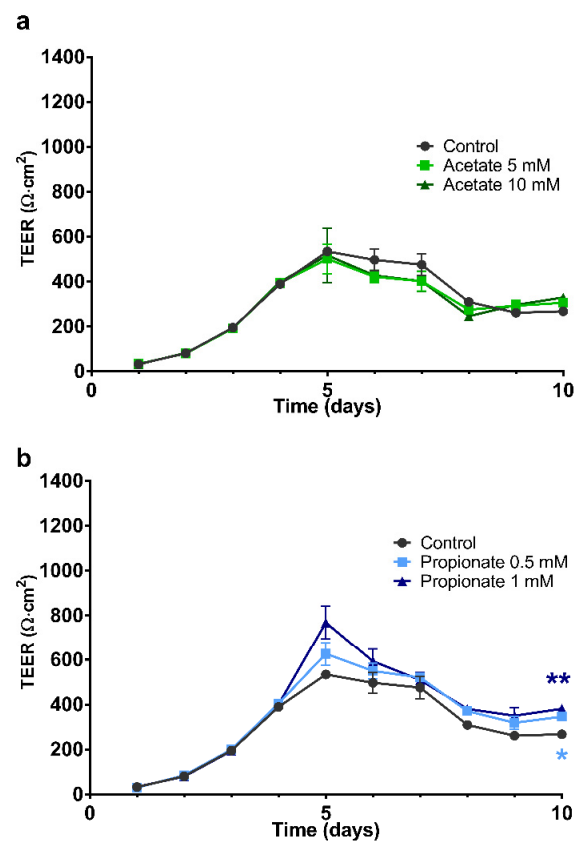 a
1400
1200
1000
800
600
400
200
0
TEER (Ω·cm²)
Control
Acetate 5 mM
Acetate 10 mM
0 5 10
Time (days)
b
1400
1200
1000
800
600
400
200
0
TEER (Ω·cm²)
Control
Propionate 0.5 mM
Propionate 1 mM
**
*
0 5 10
Time (days)